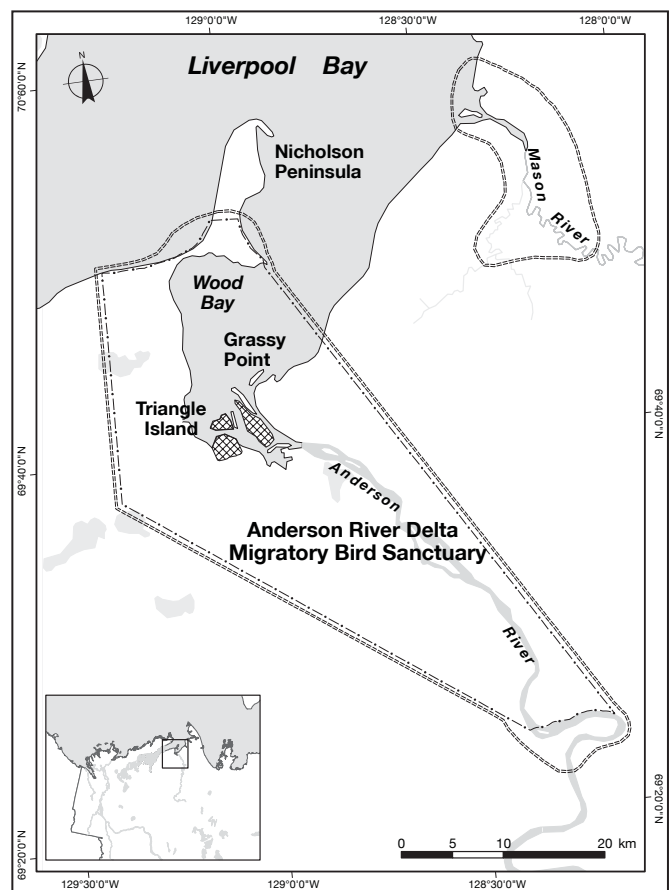 129°0'0"W
128°30'0"W
128°0'0"W
70°60'0"N
N
Liverpool Bay
Nicholson
Peninsula
Mason
River
Wood
Bay
Grassy
Point
Triangle
Island
69°40'0"N
69°40'0"N
Anderson
Anderson River Delta
Migratory Bird Sanctuary
River
69°20'0"N
69°20'0"N
0 5 10 20 km
129°30'0"W
129°0'0"W
128°30'0"W